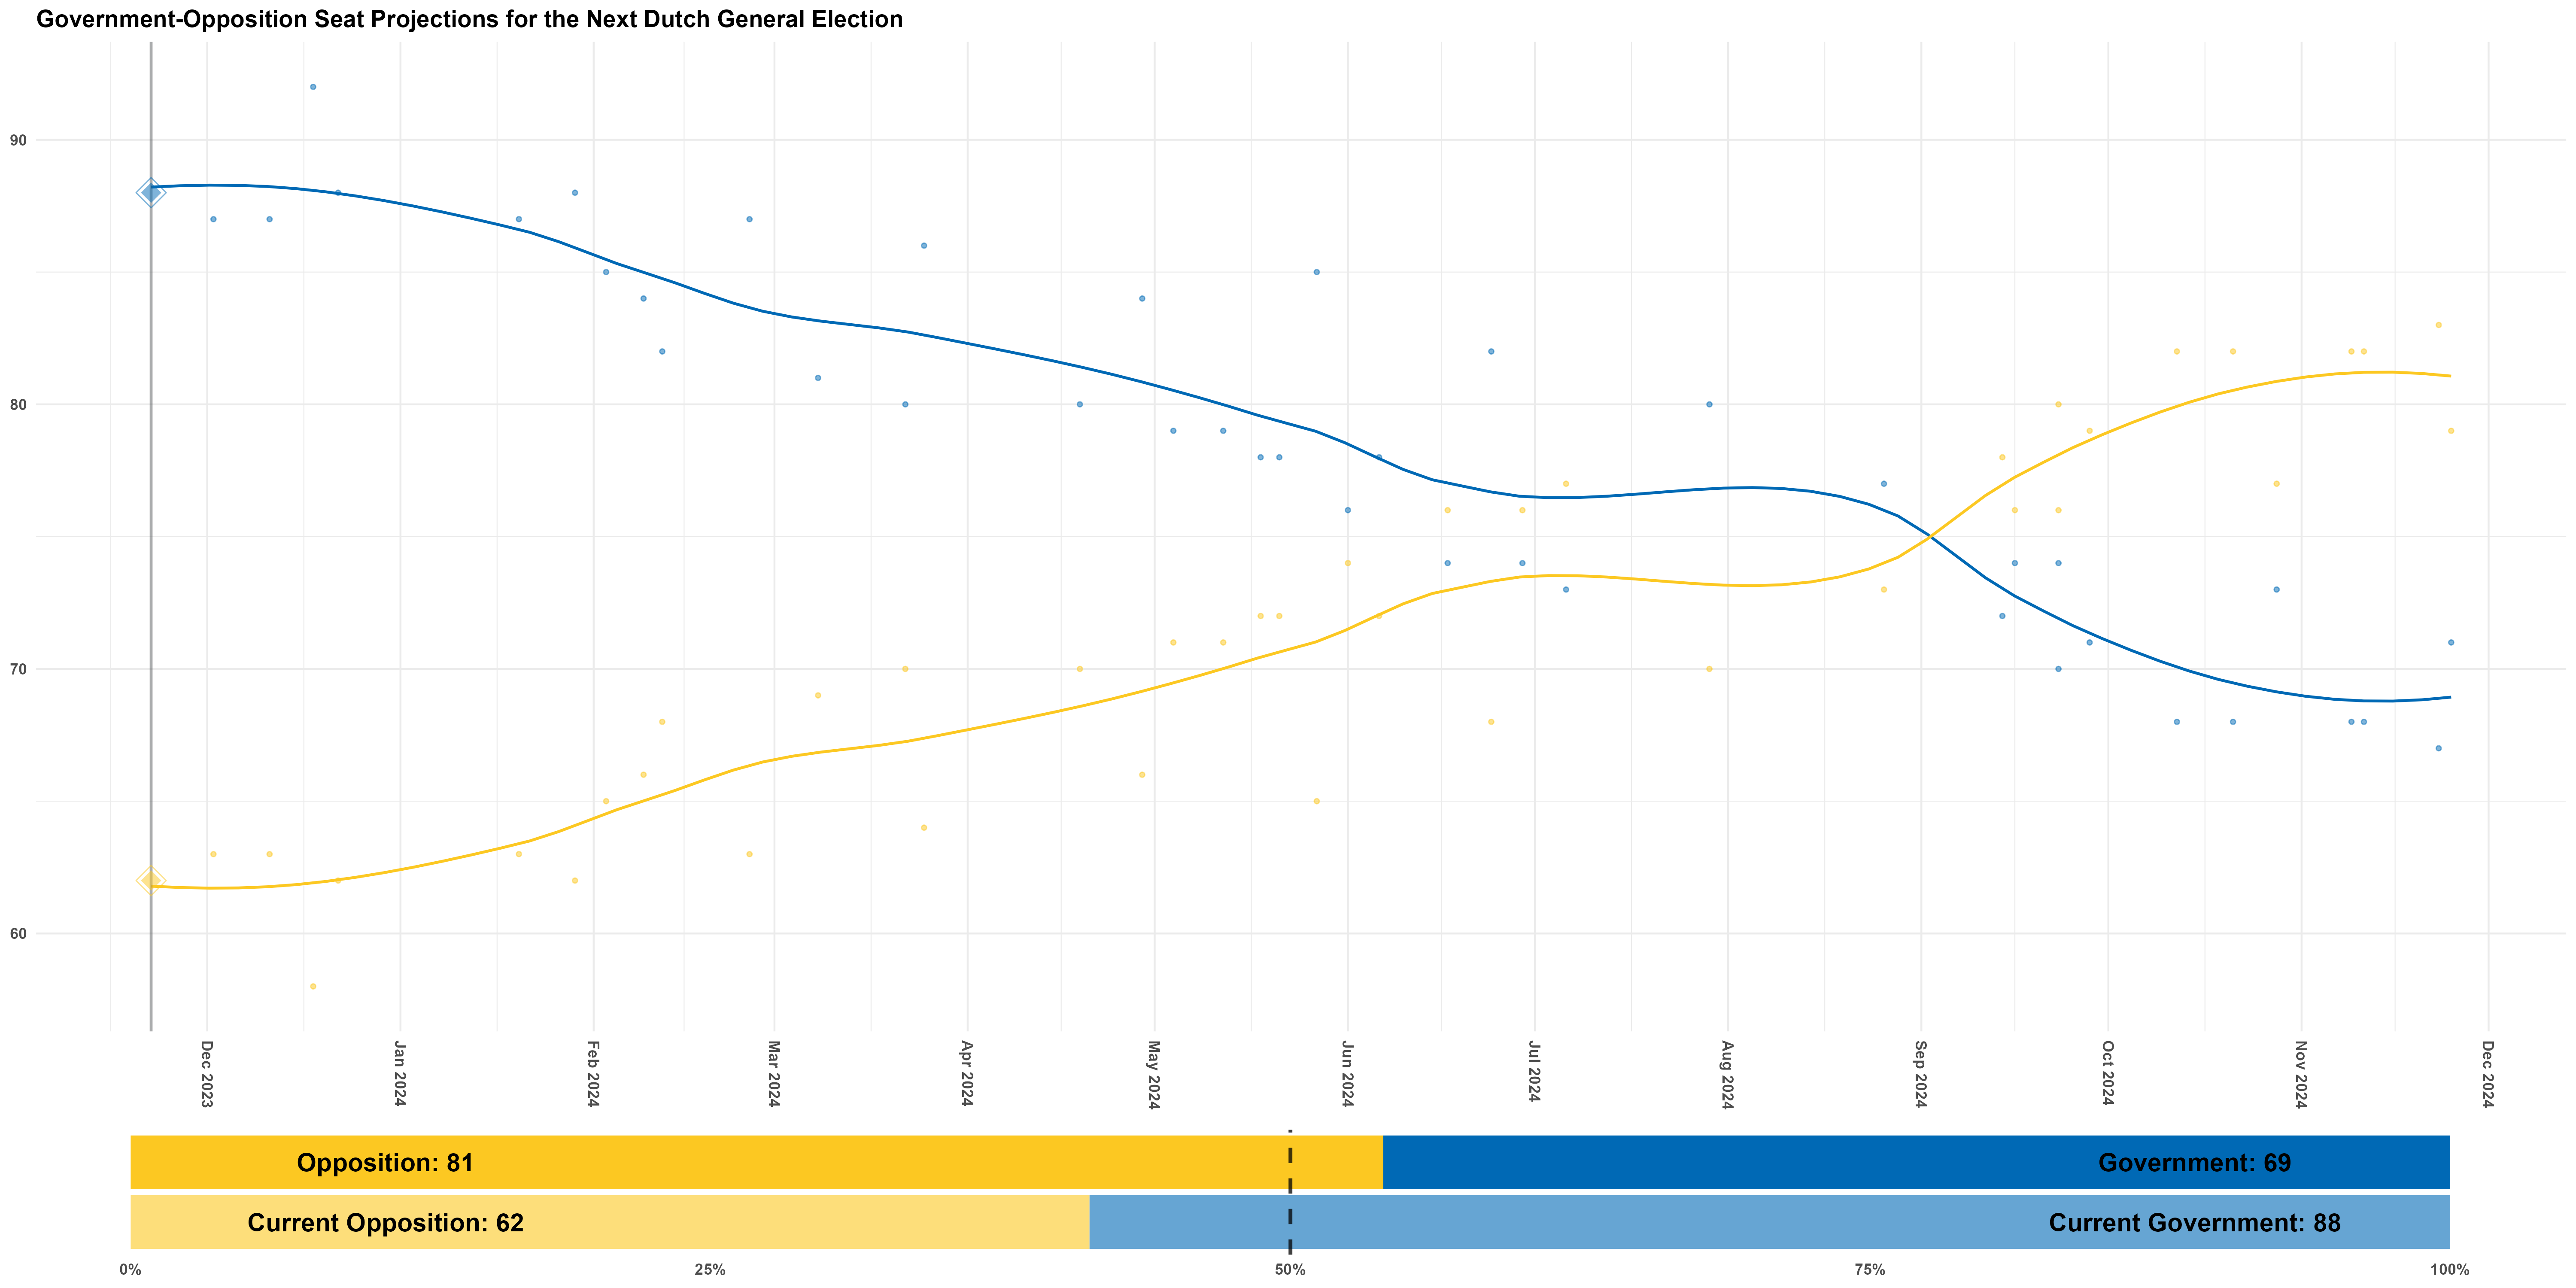 Government-Opposition Seat Projections for the Next Dutch General Election
90
80
70
60
Dec 2023
Jan 2024
Feb 2024
Mar 2024
Apr 2024
May 2024
Jun 2024
Jul 2024
Aug 2024
Sep 2024
Oct 2024
Nov 2024
Dec 2024
Opposition: 81
Government: 69
Current Opposition: 62
Current Government: 88
0%
25%
50%
75%
100%